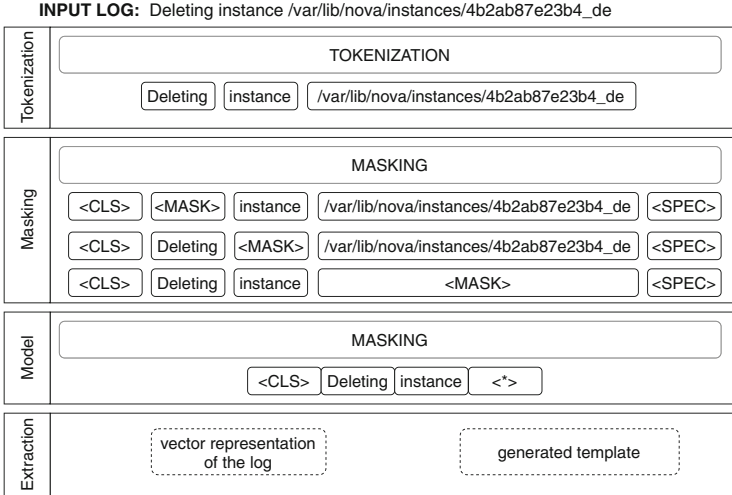 INPUT LOG: Deleting instance /var/lib/nova/instances/4b2ab87e23b4_de
Tokenization
TOKENIZATION
Deleting instance /var/lib/nova/instances/4b2ab87e23b4_de
Masking
MASKING
<CLS> <MASK> instance /var/lib/nova/instances/4b2ab87e23b4_de <SPEC>
<CLS> Deleting <MASK> /var/lib/nova/instances/4b2ab87e23b4_de <SPEC>
<CLS> Deleting instance <MASK> <SPEC>
Model
MASKING
<CLS> Deleting instance <*>
Extraction
vector representation
of the log
generated template